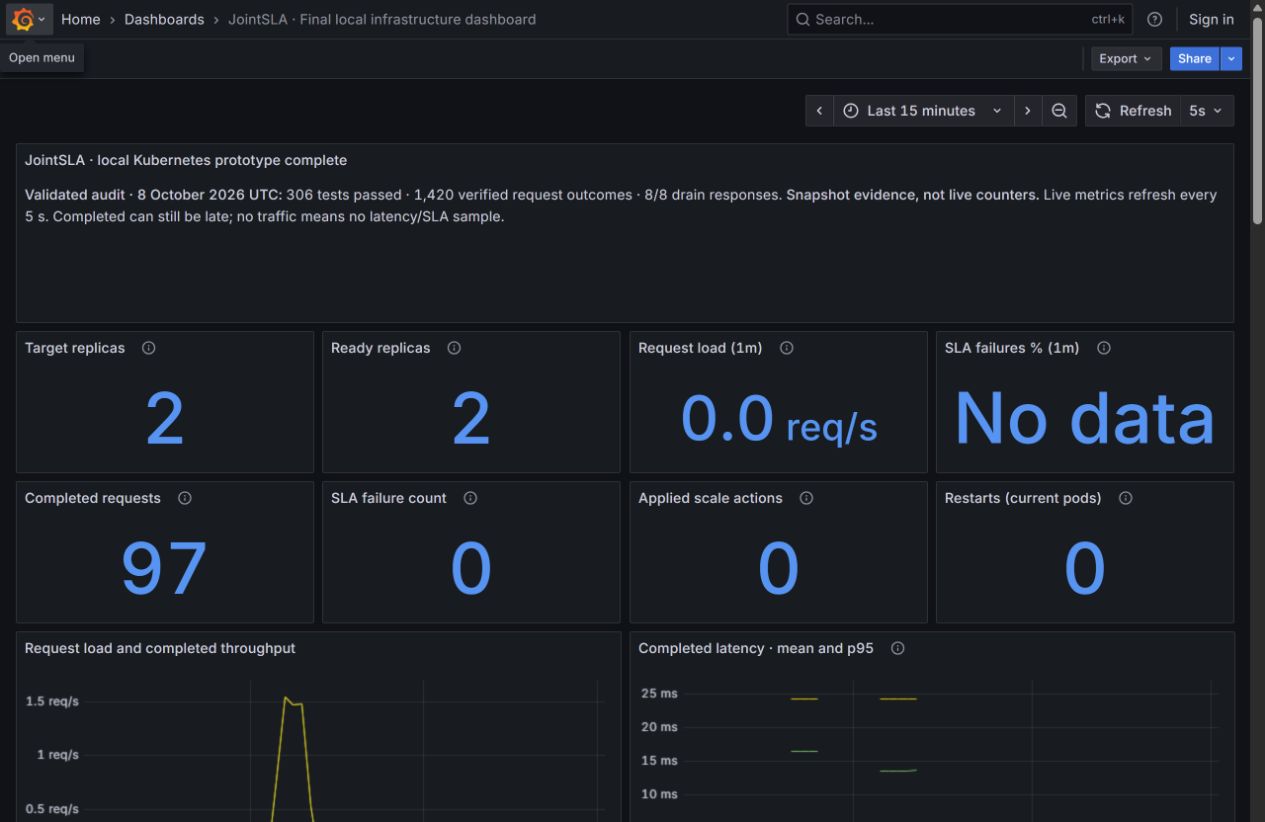 Home › Dashboards › JointSLA · Final local infrastructure dashboard
Search...
ctrl+k
Sign in
Open menu
Export
Share
Last 15 minutes
Refresh
5s
JointSLA · local Kubernetes prototype complete
Validated audit · 8 October 2026 UTC: 306 tests passed · 1,420 verified request outcomes · 8/8 drain responses. Snapshot evidence, not live counters. Live metrics refresh every
5 s. Completed can still be late; no traffic means no latency/SLA sample.
Target replicas
2
Ready replicas
2
Request load (1m)
0.0 req/s
SLA failures % (1m)
No data
Completed requests
97
SLA failure count
0
Applied scale actions
0
Restarts (current pods)
0
Request load and completed throughput
1.5 req/s
1 req/s
0.5 req/s
Completed latency · mean and p95
25 ms
20 ms
15 ms
10 ms